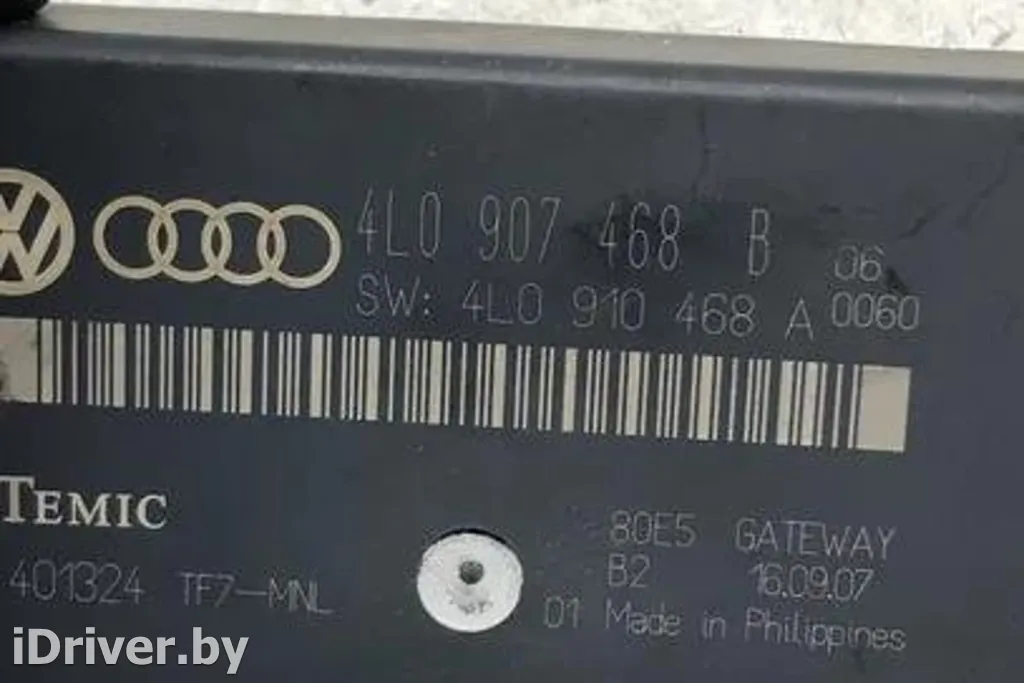 4L0 907 468 B 06
SW: 4L0 910 468 A 0060
TEMIC
80E5 GATEWAY
401324 TF7-MNL
B2 16.09.07
01 Made in Philippines
iDriver.by